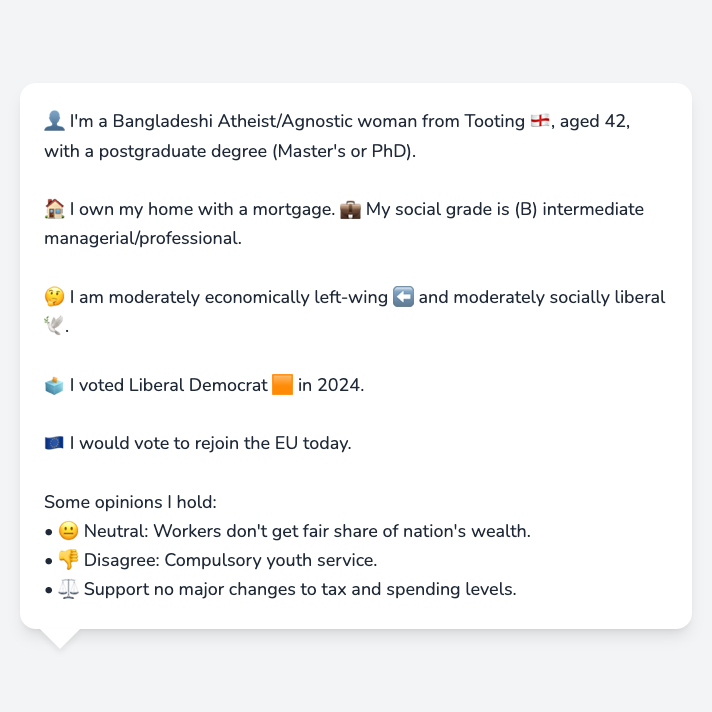 👤 I'm a Bangladeshi Atheist/Agnostic woman from Tooting 🏴󠁧󠁢󠁥󠁮󠁧󠁿, aged 42,
with a postgraduate degree (Master's or PhD).
🏠 I own my home with a mortgage. 💼 My social grade is (B) intermediate
managerial/professional.
🤔 I am moderately economically left-wing ⬅️ and moderately socially liberal
🕊️.
🗳️ I voted Liberal Democrat 🟧 in 2024.
🇪🇺 I would vote to rejoin the EU today.
Some opinions I hold:
• 😐 Neutral: Workers don't get fair share of nation's wealth.
• 👎 Disagree: Compulsory youth service.
• ⚖️ Support no major changes to tax and spending levels.